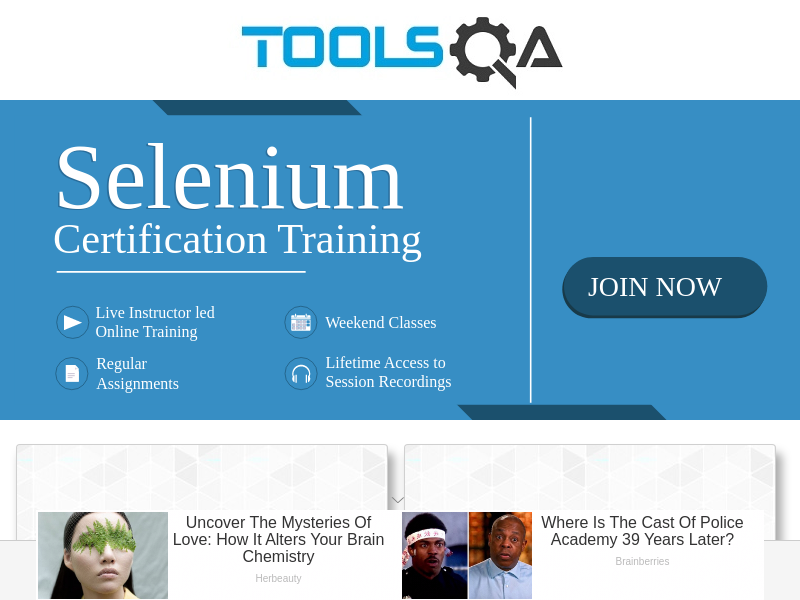 TOOLSQA
Selenium
Certification Training
JOIN NOW
Live Instructor led
Online Training
Weekend Classes
Regular
Assignments
Lifetime Access to
Session Recordings
Uncover The Mysteries Of
Love: How It Alters Your Brain
Chemistry
Herbeauty
Where Is The Cast Of Police
Academy 39 Years Later?
Brainberries